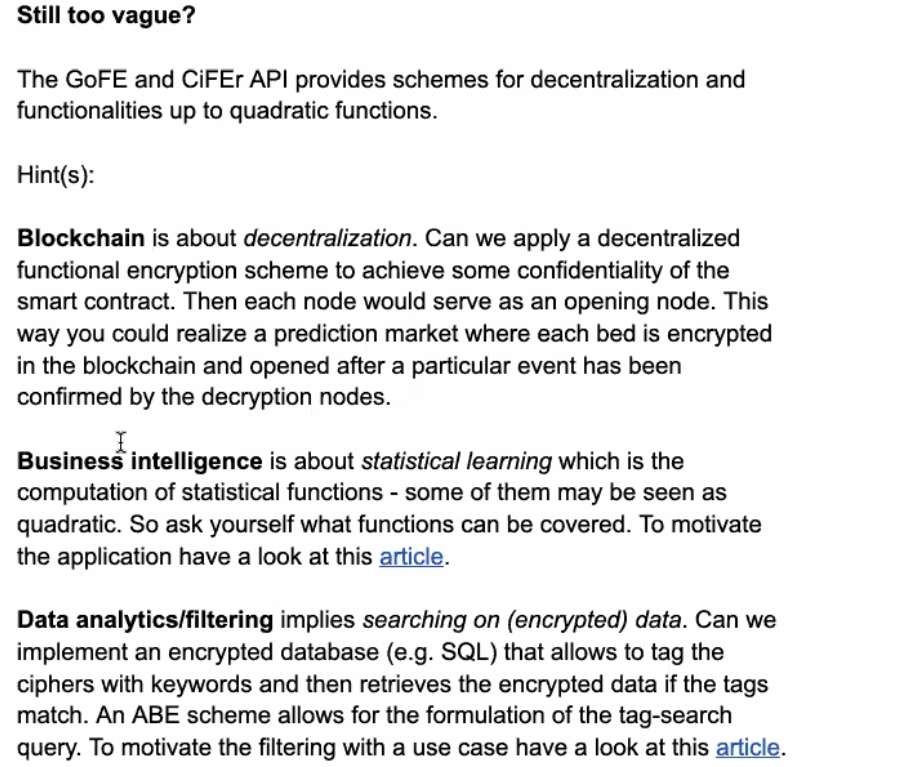 Still too vague?
The GoFE and CiFEr API provides schemes for decentralization and
functionalities up to quadratic functions.
Hint(s):
Blockchain is about decentralization. Can we apply a decentralized
functional encryption scheme to achieve some confidentiality of the
smart contract. Then each node would serve as an opening node. This
way you could realize a prediction market where each bed is encrypted
in the blockchain and opened after a particular event has been
confirmed by the decryption nodes.
Business intelligence is about statistical learning which is the
computation of statistical functions - some of them may be seen as
quadratic. So ask yourself what functions can be covered. To motivate
the application have a look at this article.
Data analytics/filtering implies searching on (encrypted) data. Can we
implement an encrypted database (e.g. SQL) that allows to tag the
ciphers with keywords and then retrieves the encrypted data if the tags
match. An ABE scheme allows for the formulation of the tag-search
query. To motivate the filtering with a use case have a look at this article.